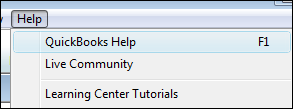 Help
QuickBooks Help F1
Live Community
Learning Center Tutorials